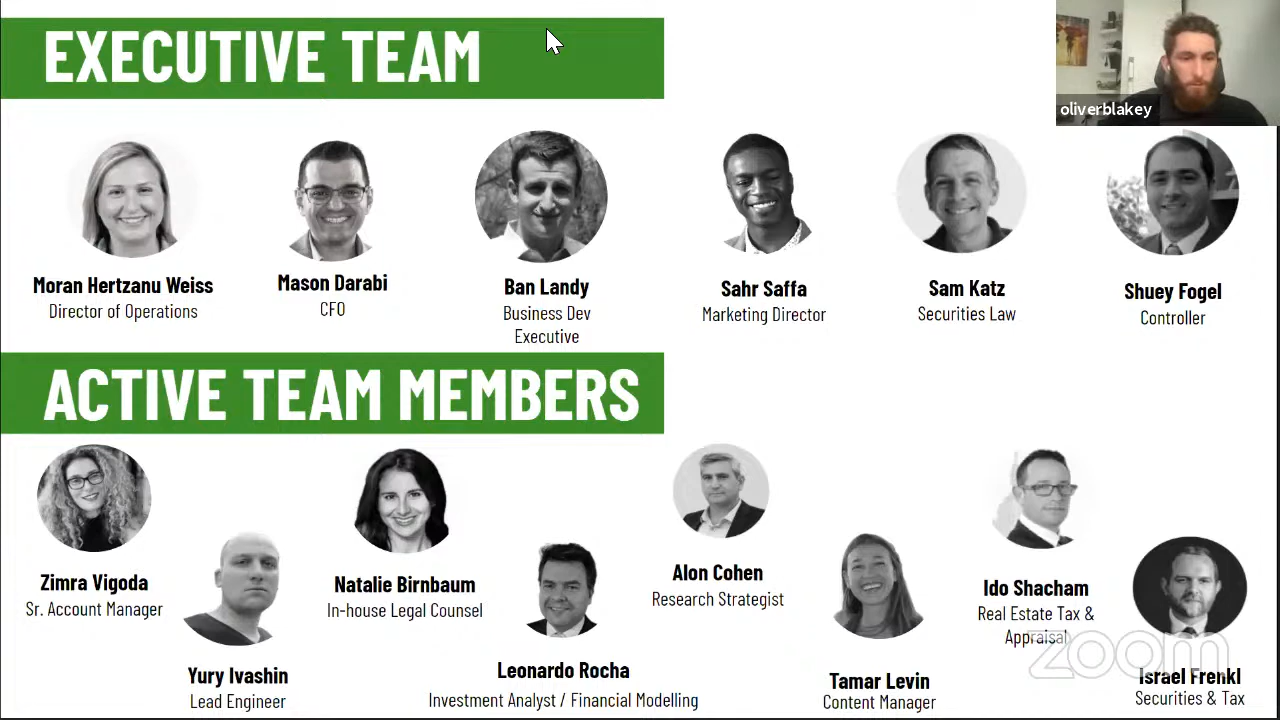 EXECUTIVE TEAM
oliverblakey
Moran Hertzanu Weiss
Director of Operations
Mason Darabi
CFO
Ban Landy
Business Dev
Executive
Sahr Saffa
Marketing Director
Sam Katz
Securities Law
Shuey Fogel
Controller
ACTIVE TEAM MEMBERS
Zimra Vigoda
Sr. Account Manager
Yury Ivashin
Lead Engineer
Natalie Birnbaum
In-house Legal Counsel
Leonardo Rocha
Investment Analyst / Financial Modelling
Alon Cohen
Research Strategist
Tamar Levin
Content Manager
Ido Shacham
Real Estate Tax &
Appraisal
Israel Frenkl
Securities & Tax
zoom